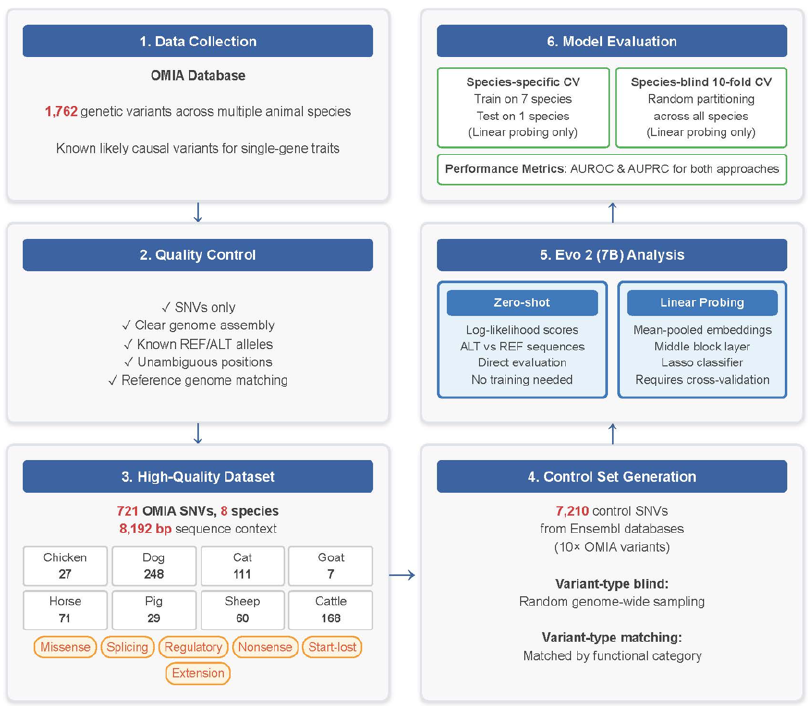 1. Data Collection
OMIA Database
1,762 genetic variants across multiple animal species
Known likely causal variants for single-gene traits
2. Quality Control
✓ SNVs only
✓ Clear genome assembly
✓ Known REF/ALT alleles
✓ Unambiguous positions
✓ Reference genome matching
3. High-Quality Dataset
721 OMIA SNVs, 8 species
8,192 bp sequence context
Chicken
27
Dog
248
Cat
111
Goat
7
Horse
71
Pig
29
Sheep
60
Cattle
168
Missense
Splicing
Regulatory
Nonsense
Start-lost
Extension
4. Control Set Generation
7,210 control SNVs
from Ensembl databases
(10× OMIA variants)
Variant-type blind:
Random genome-wide sampling
Variant-type matching:
Matched by functional category
5. Evo 2 (7B) Analysis
Zero-shot
Log-likelihood scores
ALT vs REF sequences
Direct evaluation
No training needed
Linear Probing
Mean-pooled embeddings
Middle block layer
Lasso classifier
Requires cross-validation
6. Model Evaluation
Species-specific CV
Train on 7 species
Test on 1 species
(Linear probing only)
Species-blind 10-fold CV
Random partitioning
across all species
(Linear probing only)
Performance Metrics: AUROC & AUPRC for both approaches